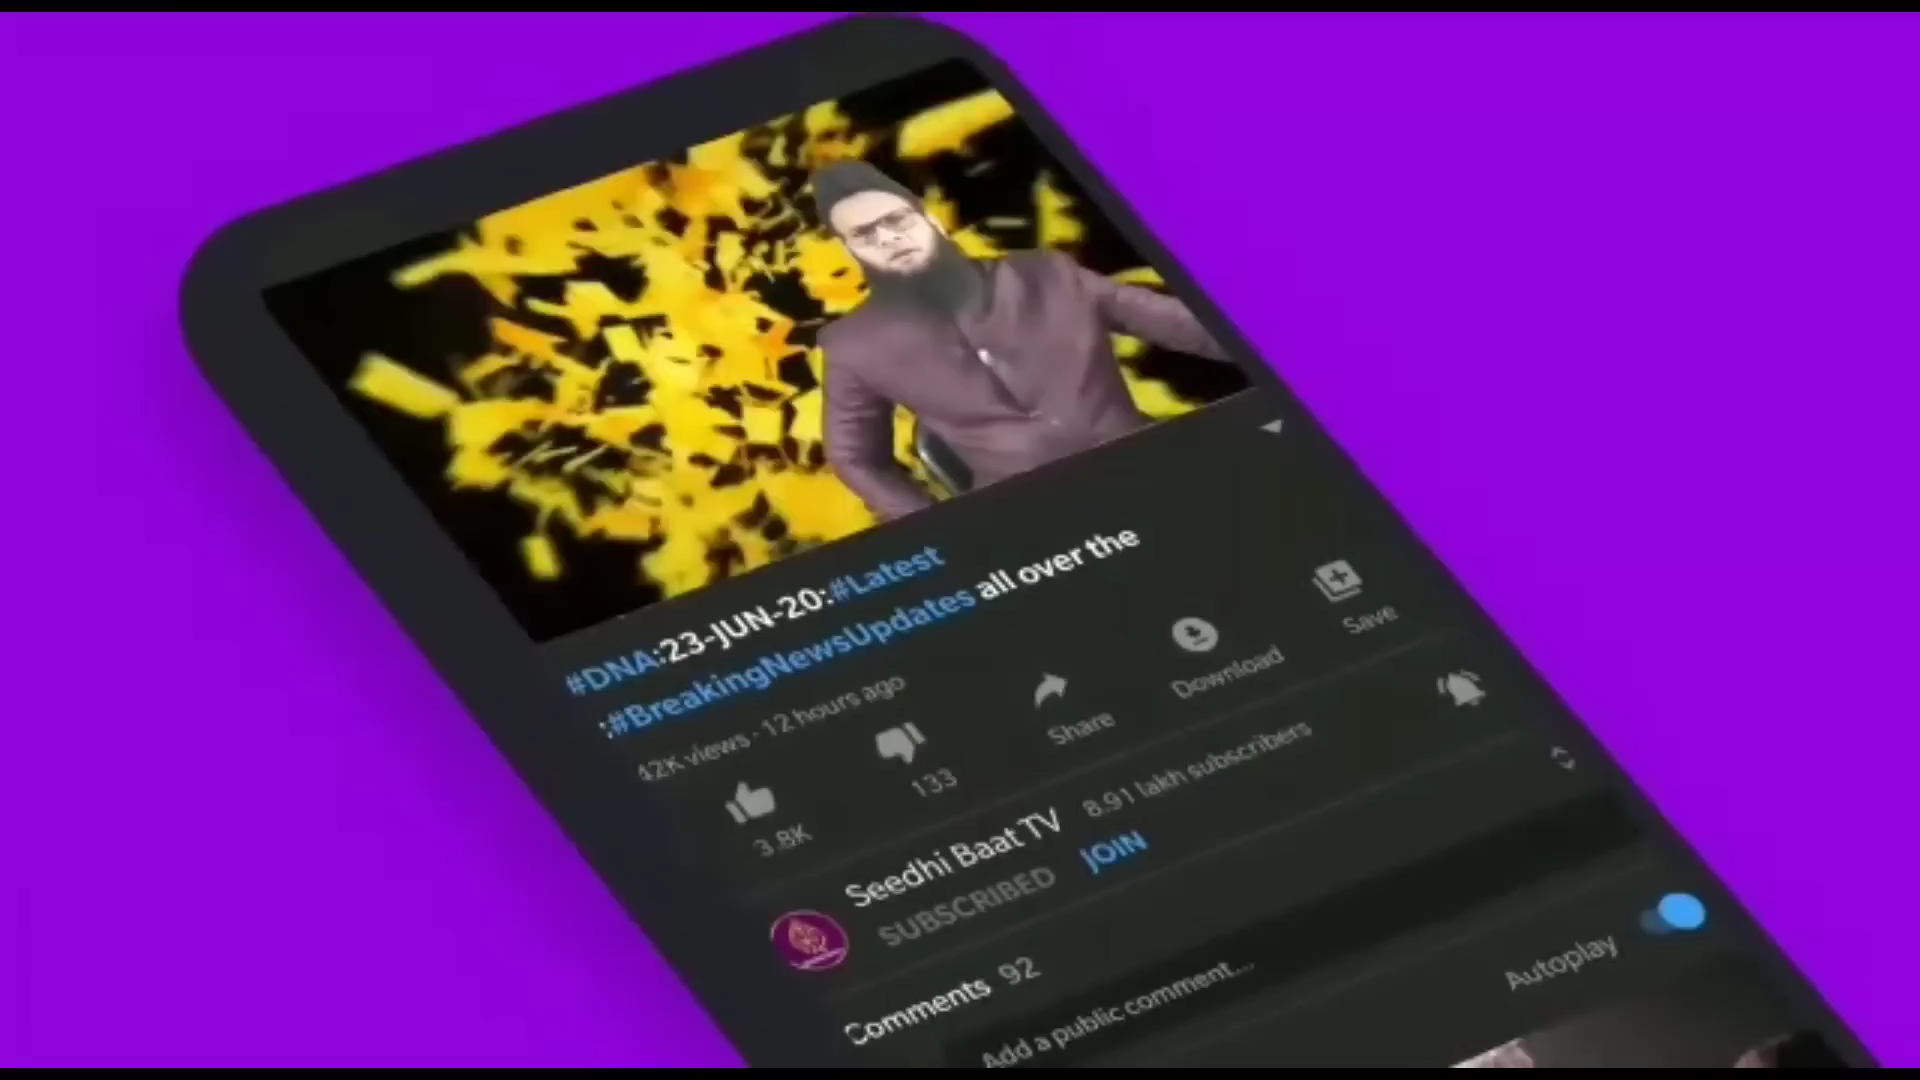 #DNA:23-JUN-20:#Latest
:#BreakingNewsUpdates all over the
42K views · 12 hours ago
3.8K
133
Share
Download
Save
Seedhi Baat TV 8.91 lakh subscribers
SUBSCRIBED JOIN
Comments 92
Add a public comment...
Autoplay